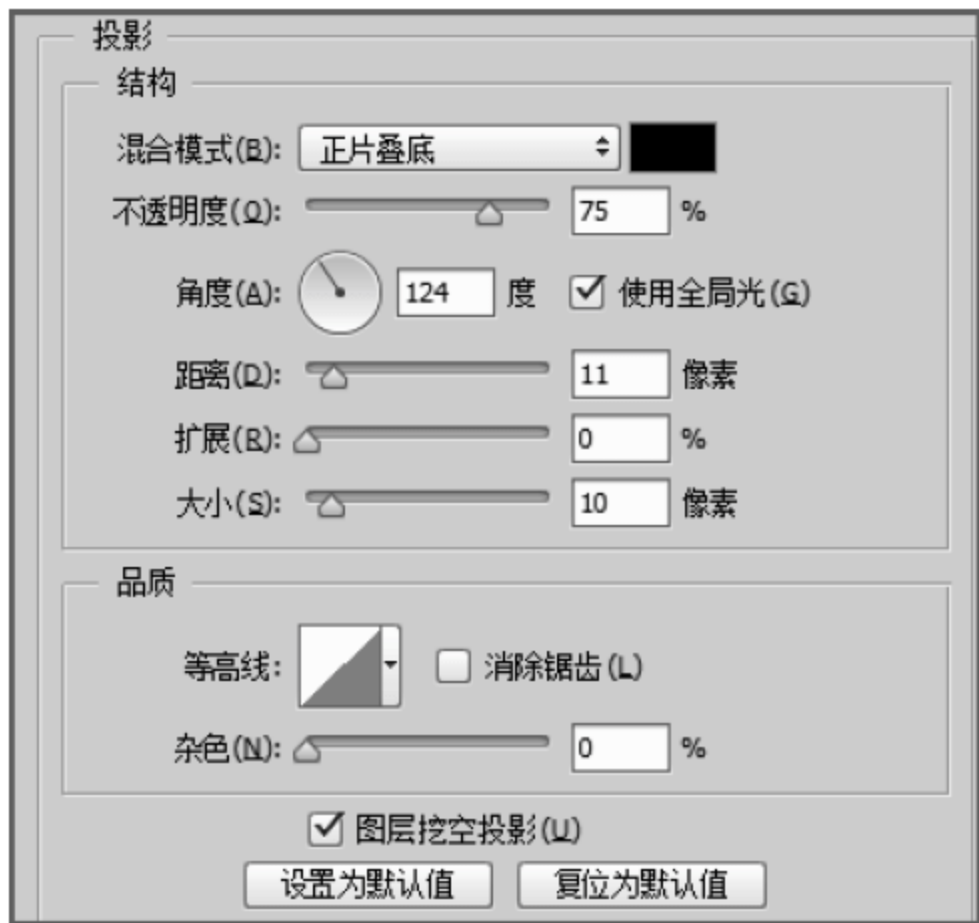 投影
结构
混合模式(B): 正片叠底
不透明度(O): 75 %
角度(A): 124 度 使用全局光(G)
距离(D): 11 像素
扩展(R): 0 %
大小(S): 10 像素
品质
等高线: 消除锯齿(L)
杂色(N): 0 %
图层挖空投影(U)
设置为默认值 复位为默认值